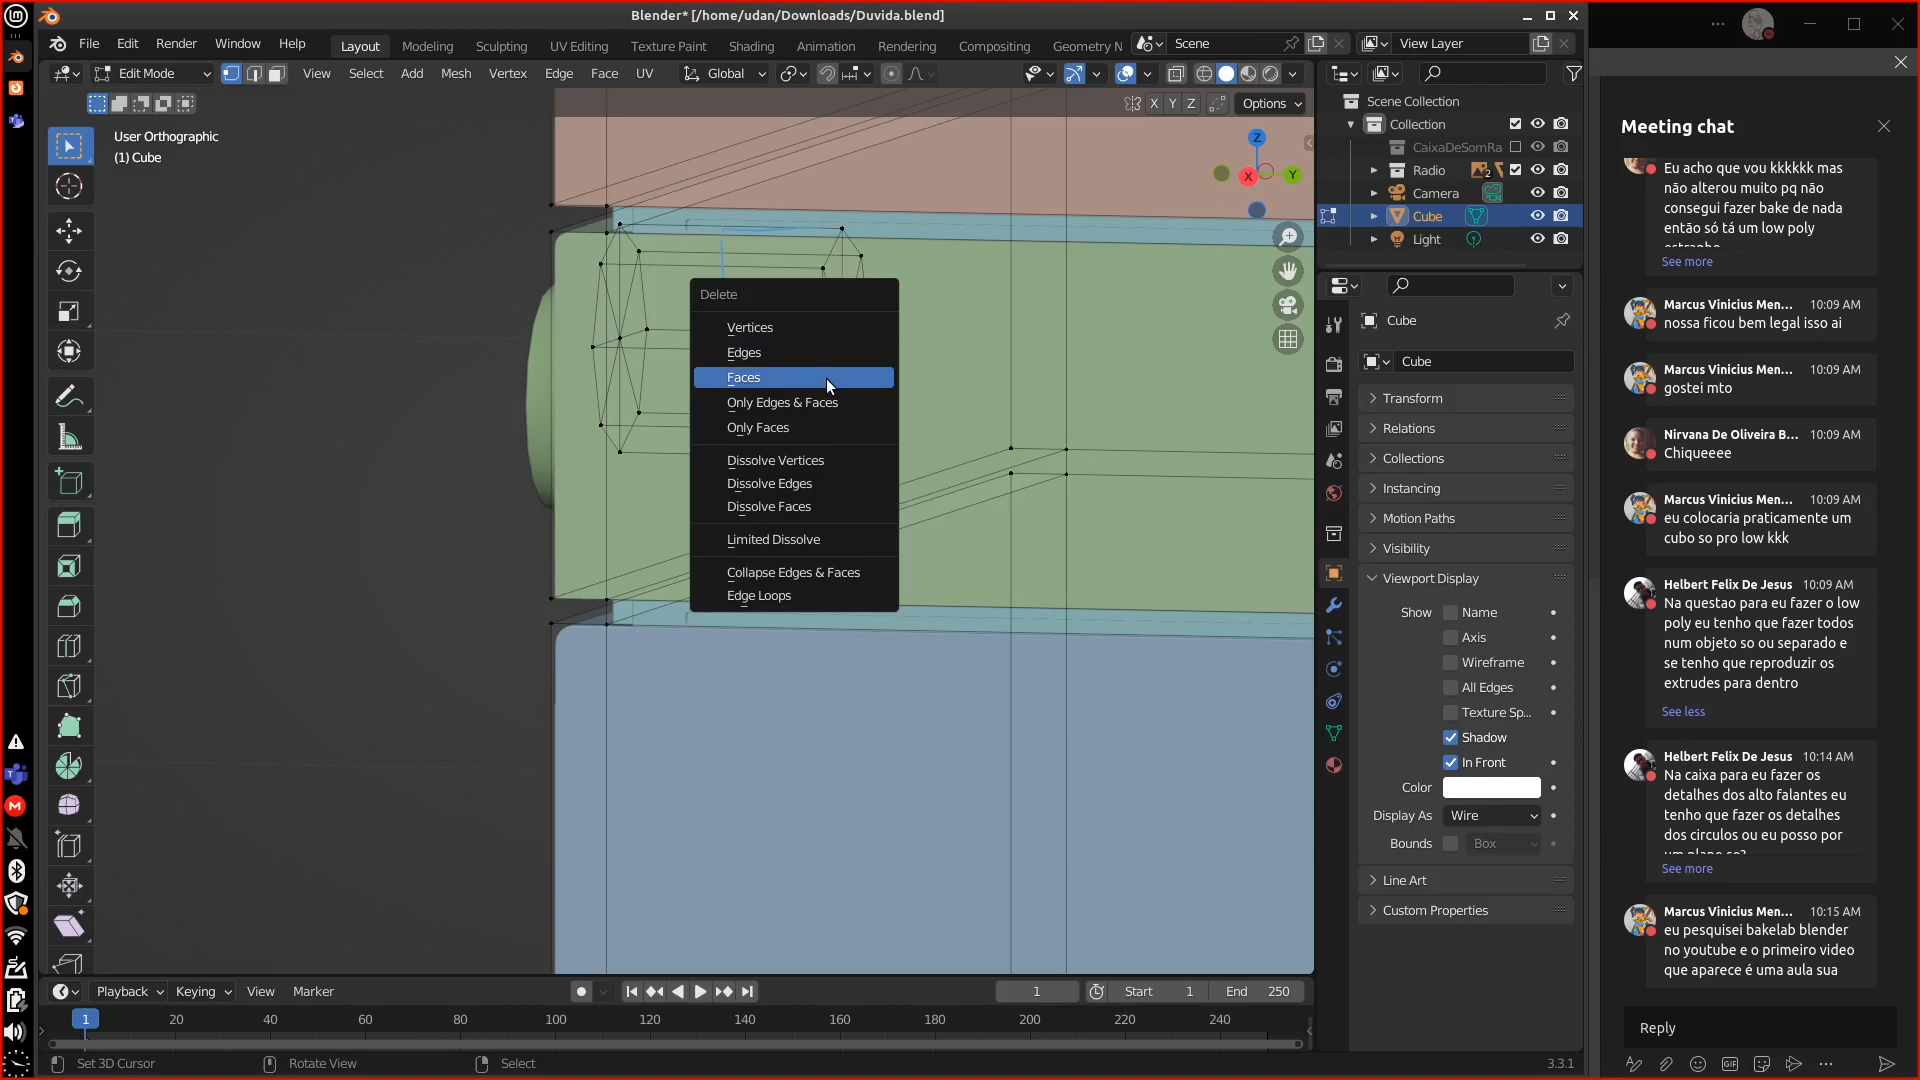 Blender* [/home/udan/Downloads/Duvida.blend]
File Edit Render Window Help
Layout Modeling Sculpting UV Editing Texture Paint Shading Animation Rendering Compositing Geometry N
Scene
View Layer
Edit Mode
View Select Add Mesh Vertex Edge Face UV
Global
X Y Z
Options
User Orthographic
(1) Cube
Z
X
Y
Delete
Vertices
Edges
Faces
Only Edges & Faces
Only Faces
Dissolve Vertices
Dissolve Edges
Dissolve Faces
Limited Dissolve
Collapse Edges & Faces
Edge Loops
Scene Collection
Collection
CaixaDeSomRa
Radio
2
Camera
Cube
Light
Cube
Cube
Transform
Relations
Collections
Instancing
Motion Paths
Visibility
Viewport Display
Show Name
Axis
Wireframe
All Edges
Texture Sp...
Shadow
In Front
Color
Display As Wire
Bounds Box
Line Art
Custom Properties
Playback Keying View Marker
1
Start 1
End 250
1 20 40 60 80 100 120 140 160 180 200 220 240
Set 3D Cursor
Rotate View
Select
3.3.1
Meeting chat
Eu acho que vou kkkkkk mas
não alterou muito pq não
consegui fazer bake de nada
então só tá um low poly
See more
Marcus Vinicius Men... 10:09 AM
nossa ficou bem legal isso ai
Marcus Vinicius Men... 10:09 AM
gostei mto
Nirvana De Oliveira B... 10:09 AM
Chiqueeee
Marcus Vinicius Men... 10:09 AM
eu colocaria praticamente um
cubo so pro low kkk
Helbert Felix De Jesus 10:09 AM
Na questao para eu fazer o low
poly eu tenho que fazer todos
num objeto so ou separado e
se tenho que reproduzir os
extrudes para dentro
See less
Helbert Felix De Jesus 10:14 AM
Na caixa para eu fazer os
detalhes dos alto falantes eu
tenho que fazer os detalhes
dos circulos ou eu posso por
um plano so?
See more
Marcus Vinicius Men... 10:15 AM
eu pesquisei bakelab blender
no youtube e o primeiro video
que aparece é uma aula sua
Reply
GIF